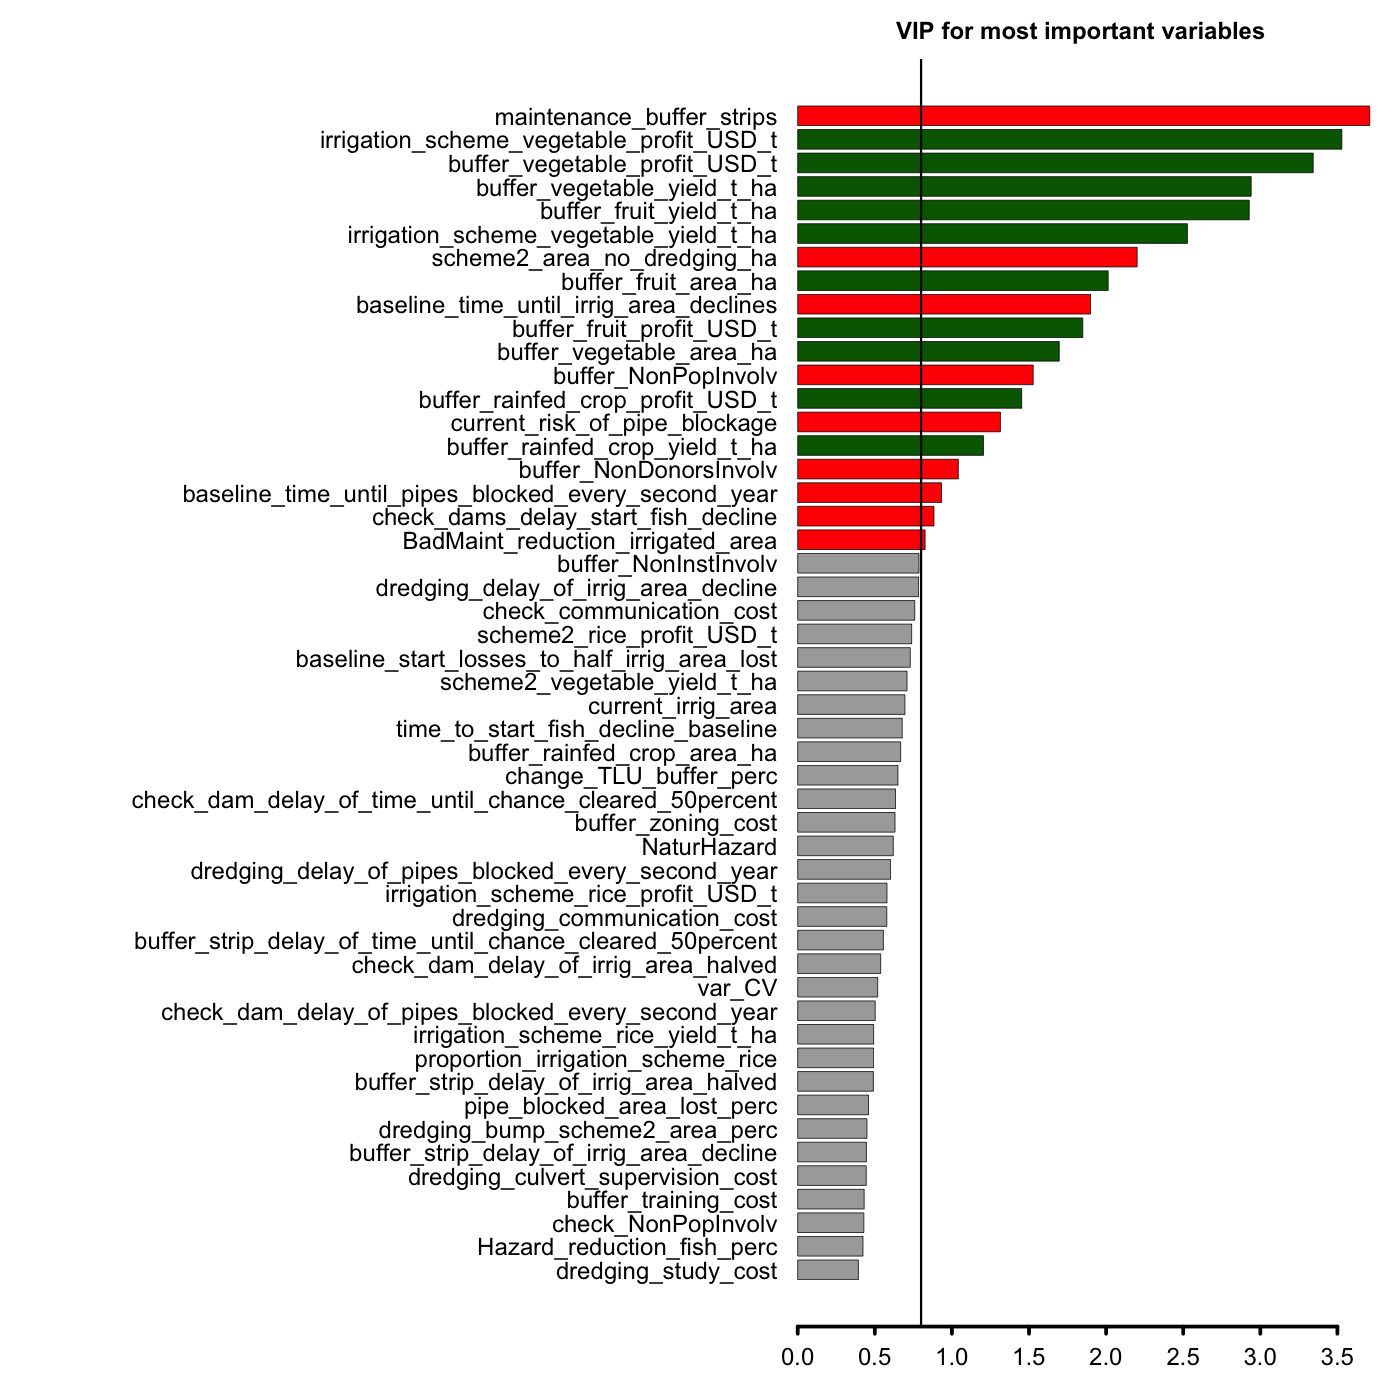 VIP for most important variables
maintenance_buffer_strips
irrigation_scheme_vegetable_profit_USD_t
buffer_vegetable_profit_USD_t
buffer_vegetable_yield_t_ha
buffer_fruit_yield_t_ha
irrigation_scheme_vegetable_yield_t_ha
scheme2_area_no_dredging_ha
buffer_fruit_area_ha
baseline_time_until_irrig_area_declines
buffer_fruit_profit_USD_t
buffer_vegetable_area_ha
buffer_NonPopInvolv
buffer_rainfed_crop_profit_USD_t
current_risk_of_pipe_blockage
buffer_rainfed_crop_yield_t_ha
buffer_NonDonorsInvolv
baseline_time_until_pipes_blocked_every_second_year
check_dams_delay_start_fish_decline
BadMaint_reduction_irrigated_area
buffer_NonInstInvolv
dredging_delay_of_irrig_area_decline
check_communication_cost
scheme2_rice_profit_USD_t
baseline_start_losses_to_half_irrig_area_lost
scheme2_vegetable_yield_t_ha
current_irrig_area
time_to_start_fish_decline_baseline
buffer_rainfed_crop_area_ha
change_TLU_buffer_perc
check_dam_delay_of_time_until_chance_cleared_50percent
buffer_zoning_cost
NaturHazard
dredging_delay_of_pipes_blocked_every_second_year
irrigation_scheme_rice_profit_USD_t
dredging_communication_cost
buffer_strip_delay_of_time_until_chance_cleared_50percent
check_dam_delay_of_irrig_area_halved
var_CV
check_dam_delay_of_pipes_blocked_every_second_year
irrigation_scheme_rice_yield_t_ha
proportion_irrigation_scheme_rice
buffer_strip_delay_of_irrig_area_halved
pipe_blocked_area_lost_perc
dredging_bump_scheme2_area_perc
buffer_strip_delay_of_irrig_area_decline
dredging_culvert_supervision_cost
buffer_training_cost
check_NonPopInvolv
Hazard_reduction_fish_perc
dredging_study_cost
0.0 0.5 1.0 1.5 2.0 2.5 3.0 3.5